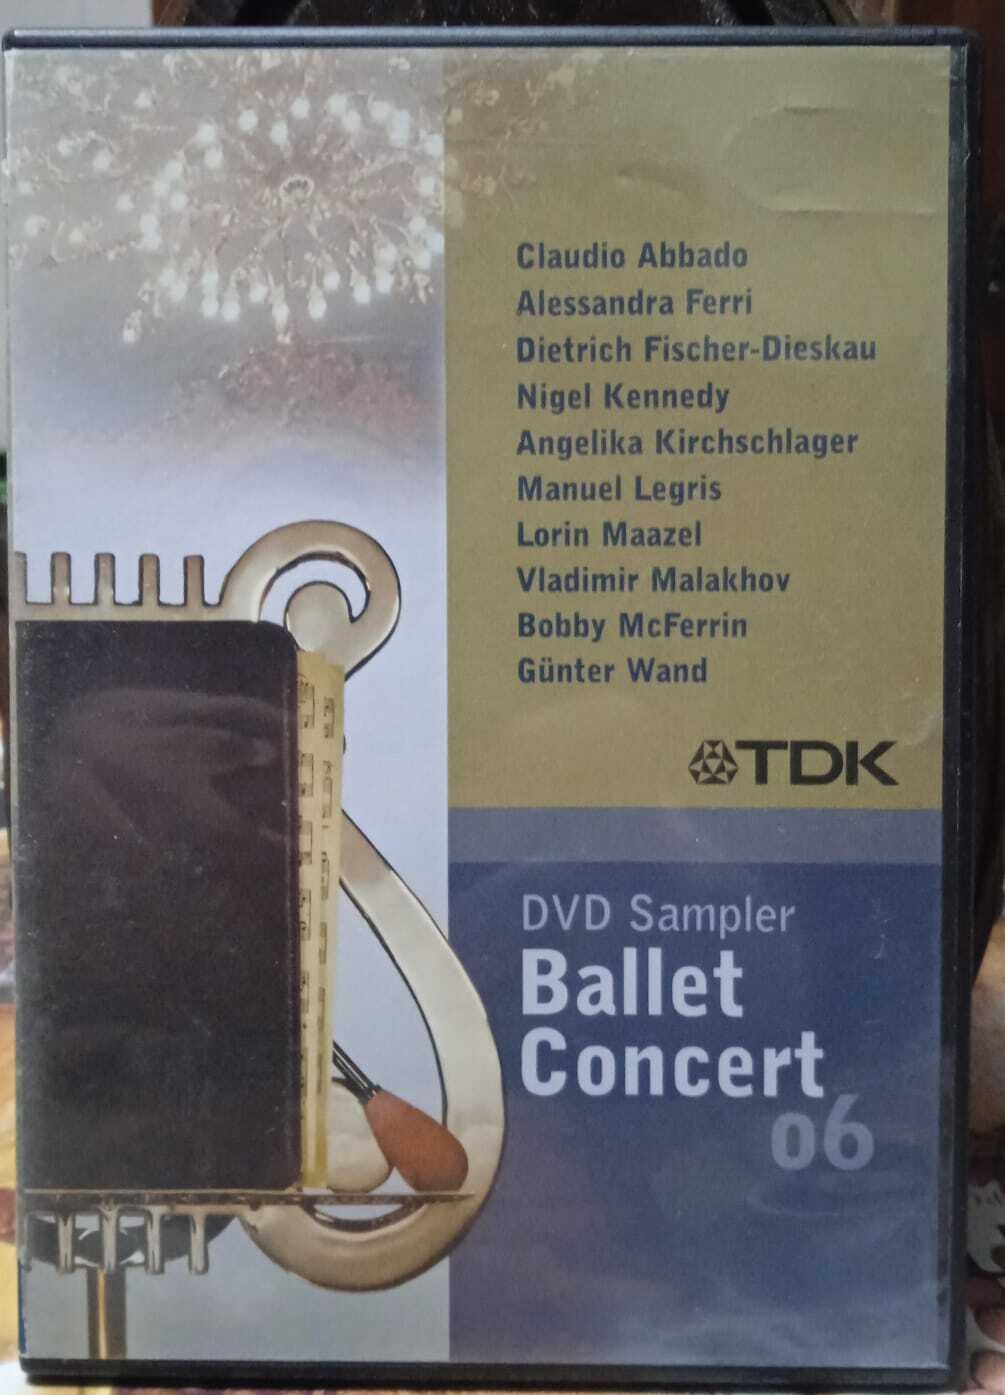 Claudio Abbado
Alessandra Ferri
Dietrich Fischer-Dieskau
Nigel Kennedy
Angelika Kirchschlager
Manuel Legris
Lorin Maazel
Vladimir Malakhov
Bobby McFerrin
Günter Wand
TDK
DVD Sampler
Ballet
Concert
06